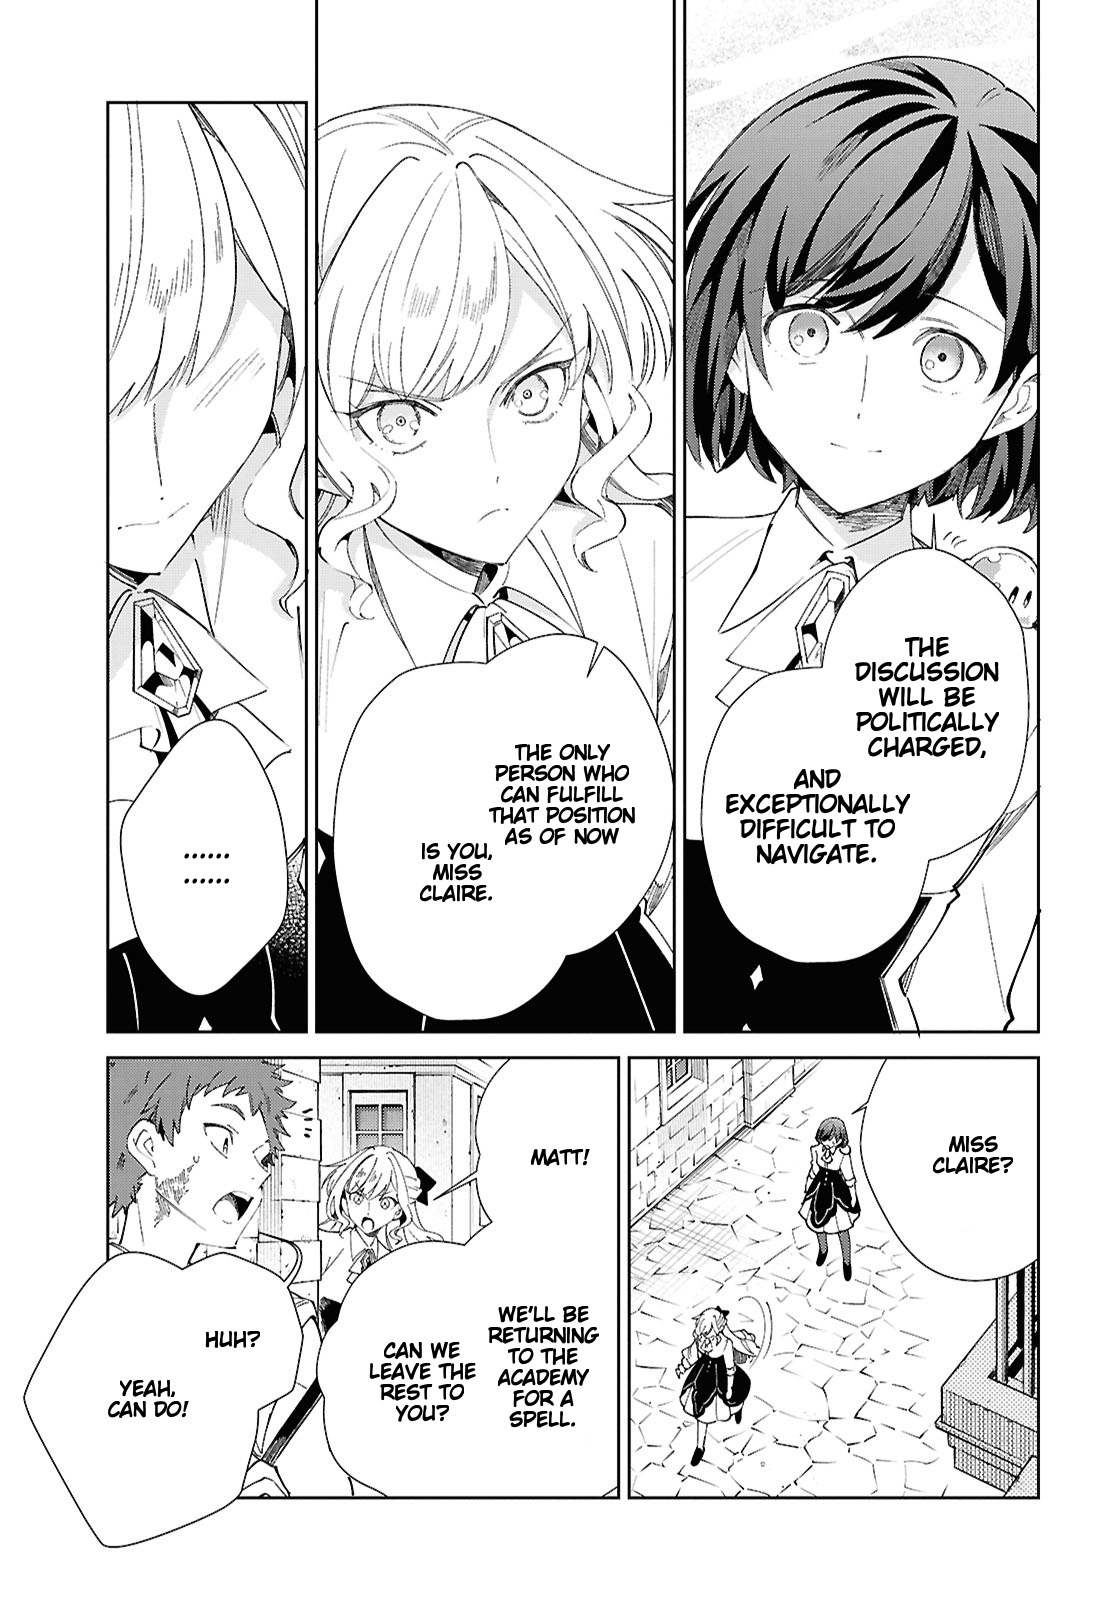 THE
DISCUSSION
WILL BE
POLITICALLY
CHARGED,
AND
EXCEPTIONALLY
DIFFICULT TO
NAVIGATE.
THE ONLY
PERSON WHO
CAN FULFILL
THAT POSITION
AS OF NOW
IS YOU,
MISS
CLAIRE.
......
......
MISS
CLAIRE?
MATT!
WE'LL BE
RETURNING
TO THE
ACADEMY
FOR A
SPELL.
CAN WE
LEAVE THE
REST TO
YOU?
HUH?
YEAH,
CAN DO!